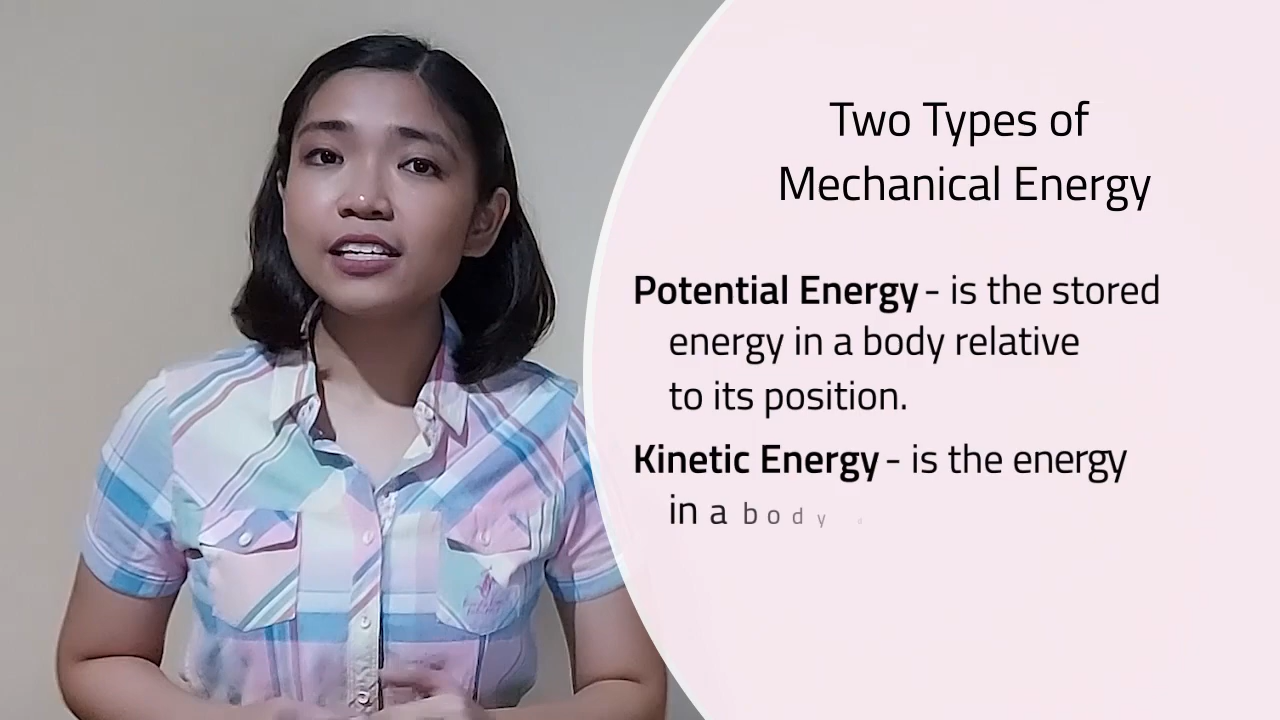 Two Types of
Mechanical Energy
Potential Energy - is the stored
energy in a body relative
to its position.
Kinetic Energy - is the energy
in a body